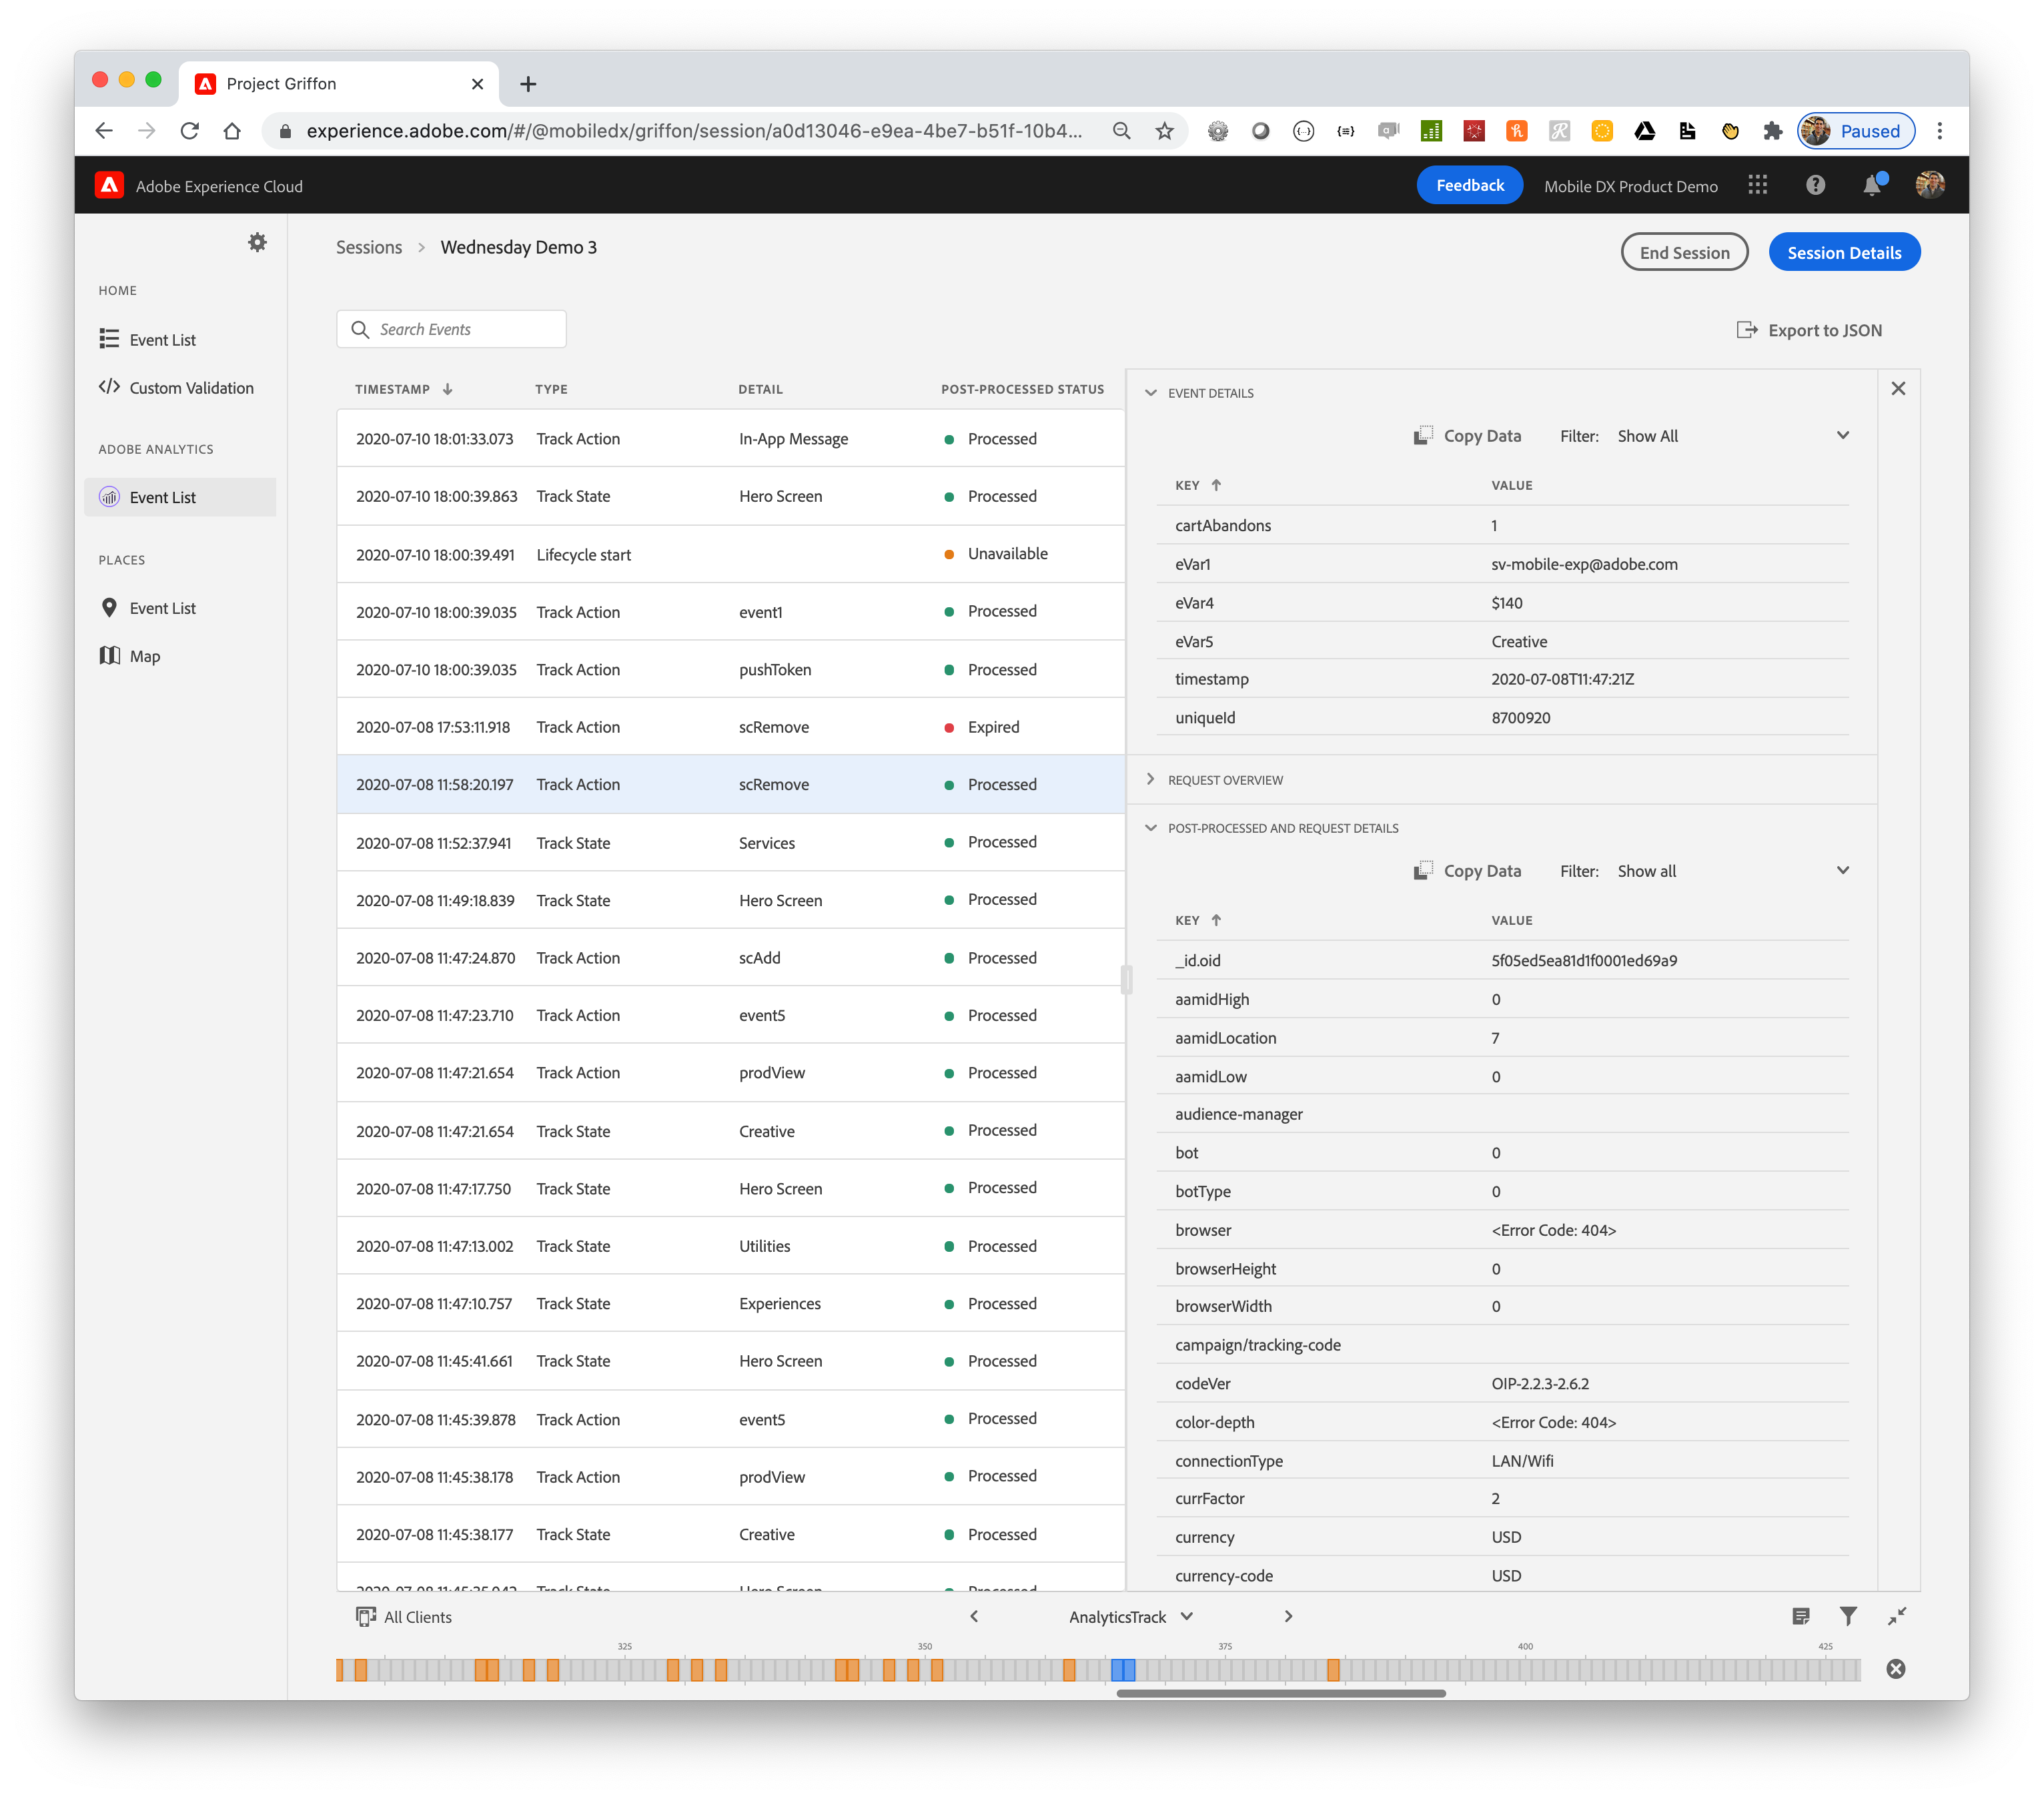 Project Griffon
experience.adobe.com/#/@mobiledx/griffon/session/a0d13046-e9ea-4be7-b51f-10b4...
Paused
Adobe Experience Cloud
Feedback
Mobile DX Product Demo
Sessions > Wednesday Demo 3
End Session
Session Details
HOME
Event List
Custom Validation
ADOBE ANALYTICS
Event List
PLACES
Event List
Map
Search Events
Export to JSON
TIMESTAMP TYPE DETAIL POST-PROCESSED STATUS
2020-07-10 18:01:33.073 Track Action In-App Message Processed
2020-07-10 18:00:39.863 Track State Hero Screen Processed
2020-07-10 18:00:39.491 Lifecycle start Unavailable
2020-07-10 18:00:39.035 Track Action event1 Processed
2020-07-10 18:00:39.035 Track Action pushToken Processed
2020-07-08 17:53:11.918 Track Action scRemove Expired
2020-07-08 11:58:20.197 Track Action scRemove Processed
2020-07-08 11:52:37.941 Track State Services Processed
2020-07-08 11:49:18.839 Track State Hero Screen Processed
2020-07-08 11:47:24.870 Track Action scAdd Processed
2020-07-08 11:47:23.710 Track Action event5 Processed
2020-07-08 11:47:21.654 Track Action prodView Processed
2020-07-08 11:47:21.654 Track State Creative Processed
2020-07-08 11:47:17.750 Track State Hero Screen Processed
2020-07-08 11:47:13.002 Track State Utilities Processed
2020-07-08 11:47:10.757 Track State Experiences Processed
2020-07-08 11:45:41.661 Track State Hero Screen Processed
2020-07-08 11:45:39.878 Track Action event5 Processed
2020-07-08 11:45:38.178 Track Action prodView Processed
2020-07-08 11:45:38.177 Track State Creative Processed
EVENT DETAILS
Copy Data Filter: Show All
KEY VALUE
cartAbandons 1
eVar1 sv-mobile-exp@adobe.com
eVar4 $140
eVar5 Creative
timestamp 2020-07-08T11:47:21Z
uniqueId 8700920
REQUEST OVERVIEW
POST-PROCESSED AND REQUEST DETAILS
Copy Data Filter: Show all
KEY VALUE
_id.oid 5f05ed5ea81d1f0001ed69a9
aamidHigh 0
aamidLocation 7
aamidLow 0
audience-manager
bot 0
botType 0
browser <Error Code: 404>
browserHeight 0
browserWidth 0
campaign/tracking-code
codeVer OIP-2.2.3-2.6.2
color-depth <Error Code: 404>
connectionType LAN/Wifi
currFactor 2
currency USD
currency-code USD
All Clients
AnalyticsTrack
325 350 375 400 425